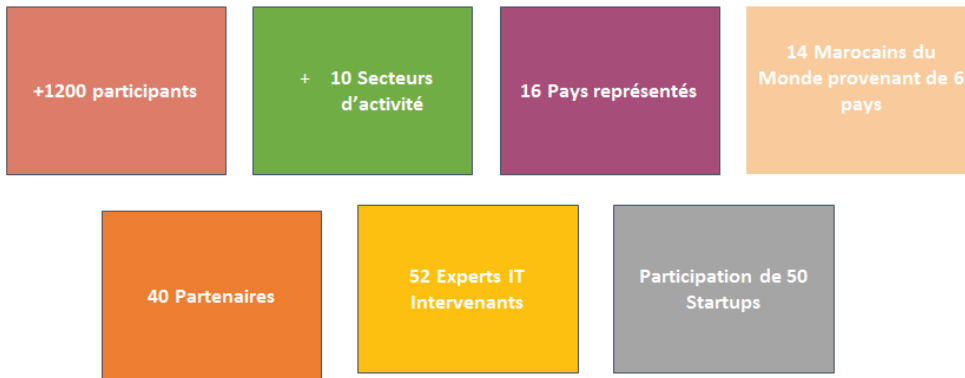 +1200 participants
+ 10 Secteurs
d’activité
16 Pays représentés
14 Marocains du
Monde provenant de 6
pays
40 Partenaires
52 Experts IT
Intervenants
Participation de 50
Startups